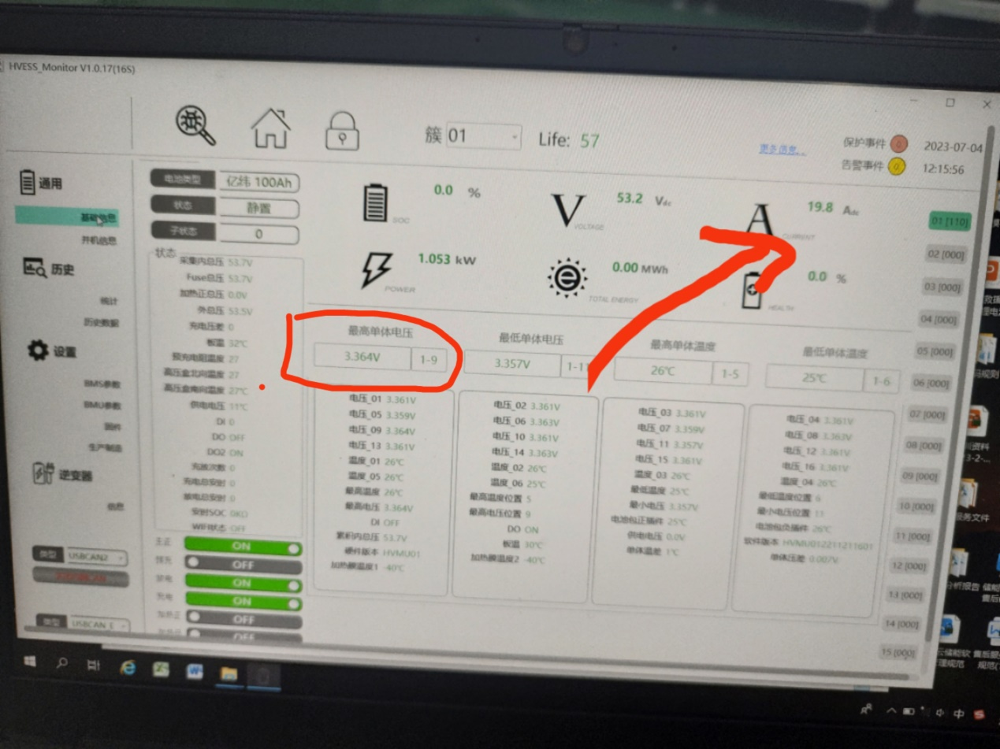 HVESS_Monitor V1.0.17(16S)
簇 01
Life: 57
更多信息...
保护事件 0
告警事件 0
2023-07-04
12:15:56
通用
基础信息
并机信息
历史
统计
历史数据
设置
BMS参数
BMU参数
固件
生产制造
逆变器
信息
类型 USBCAN2
类型 USBCAN_E
电池类型 亿纬 100Ah
状态 静置
子状态 0
状态
采集内总压 53.7V
Fuse总压 53.7V
加热正总压 0.0V
外总压 53.5V
充电压差 0
板温 32℃
预充电阻温度 27
高压盒北向温度 27
高压盒南向温度 27℃
供电电压 11℃
DI 0
DO OFF
DO2 ON
充放次数 0
充电总安时 0
放电总安时 0
安时SOC 0KΩ
WIFI状态 OFF
主正 ON
预充 OFF
放电 ON
充电 ON
加热正 OFF
OFF
0.0 %
SOC
53.2 Vdc
VOLTAGE
19.8 Adc
CURRENT
1.053 kW
POWER
0.00 MWh
TOTAL ENERGY
0.0 %
HEALTH
最高单体电压
3.364V 1-9
最低单体电压
3.357V 1-11
最高单体温度
26℃ 1-5
最低单体温度
25℃ 1-6
电压_01 3.361V
电压_05 3.359V
电压_09 3.364V
电压_13 3.361V
温度_01 26℃
温度_05 26℃
最高温度 26℃
最高电压 3.364V
DI OFF
累积内总压 53.7V
硬件版本 HVMU01
加热膜温度1 -40℃
电压_02 3.361V
电压_06 3.363V
电压_10 3.361V
电压_14 3.363V
温度_02 26℃
温度_06 25℃
最高温度位置 5
最高电压位置 9
DO ON
板温 30℃
加热膜温度2 -40℃
电压_03 3.361V
电压_07 3.359V
电压_11 3.357V
电压_15 3.361V
温度_03 26℃
最低温度 25℃
最小电压 3.357V
电池包正插件 25℃
供电电压 0.0V
单体温差 1℃
电压_04 3.361V
电压_08 3.363V
电压_12 3.361V
电压_16 3.361V
温度_04 26℃
最低温度位置 6
最小电压位置 11
电池包负插件 26℃
软件版本 HVMU012211211601
单体压差 0.007V
01 [110]
02 [000]
03 [000]
04 [000]
05 [000]
06 [000]
07 [000]
08 [000]
09 [000]
10 [000]
11 [000]
12 [000]
13 [000]
14 [000]
15 [000]
服务文件
分析报告
中